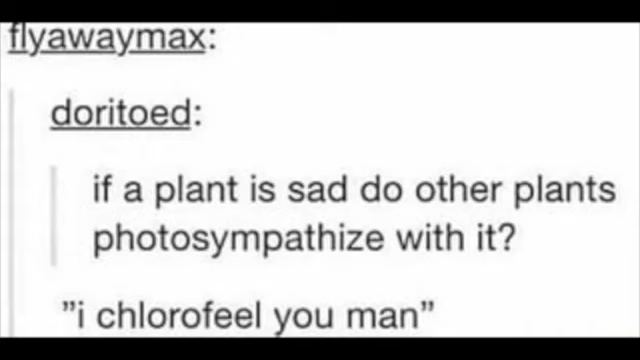 flyawaymax:
doritoed:
if a plant is sad do other plants
photosympathize with it?
”i chlorofeel you man”